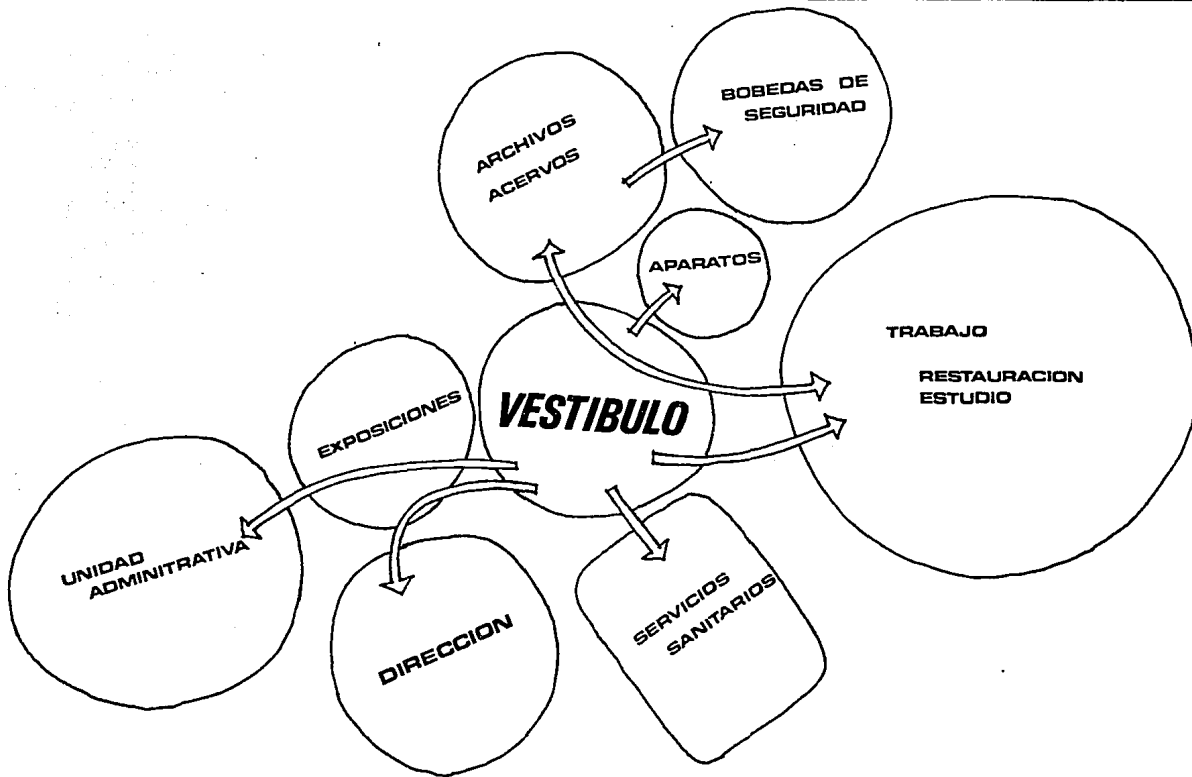 BOBEDAS DE
SEGURIDAD
ARCHIVOS
ACERVOS
APARATOS
TRABAJO
RESTAURACION
ESTUDIO
VESTIBULO
EXPOSICIONES
UNIDAD
ADMINITRATIVA
DIRECCION
SERVICIOS
SANITARIOS